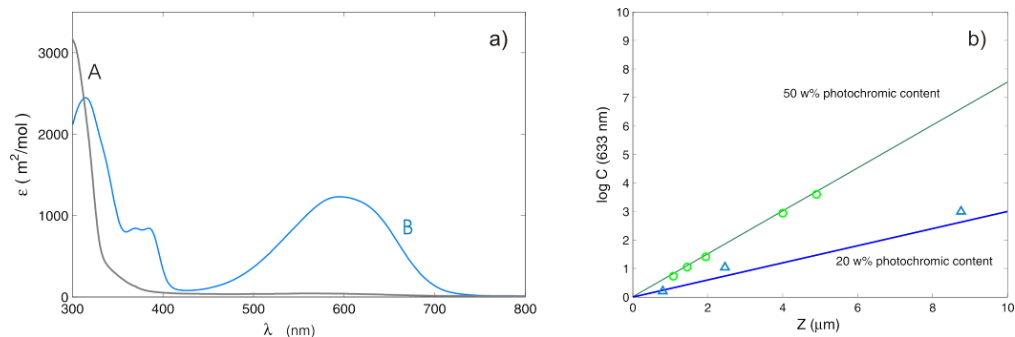 a)
3000
2000
1000
0
ε ( m²/mol)
A
B
300 400 500 600 700 800
λ (nm)
b)
10
9
8
7
6
5
4
3
2
1
0
log C (633 nm)
50 w% photochromic content
20 w% photochromic content
0 2 4 6 8 10
Z (μm)